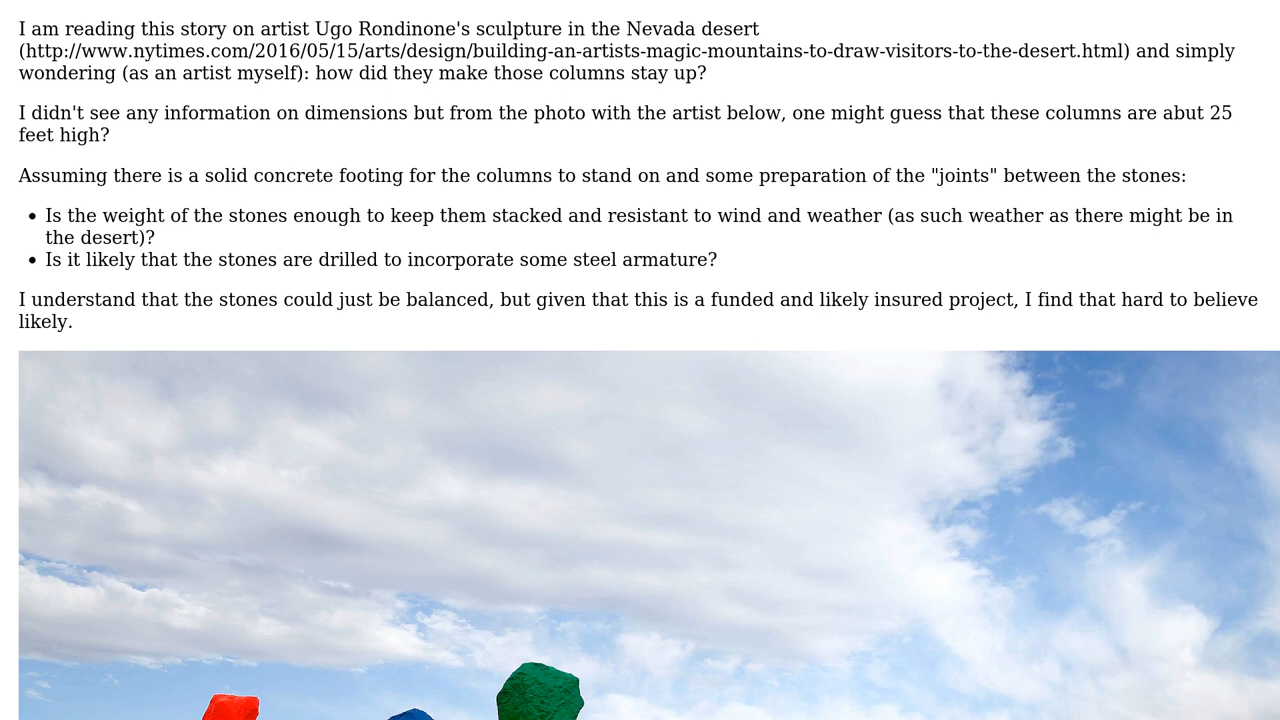 I am reading this story on artist Ugo Rondinone's sculpture in the Nevada desert
(http://www.nytimes.com/2016/05/15/arts/design/building-an-artists-magic-mountains-to-draw-visitors-to-the-desert.html) and simply
wondering (as an artist myself): how did they make those columns stay up?
I didn't see any information on dimensions but from the photo with the artist below, one might guess that these columns are abut 25
feet high?
Assuming there is a solid concrete footing for the columns to stand on and some preparation of the "joints" between the stones:
• Is the weight of the stones enough to keep them stacked and resistant to wind and weather (as such weather as there might be in
the desert)?
• Is it likely that the stones are drilled to incorporate some steel armature?
I understand that the stones could just be balanced, but given that this is a funded and likely insured project, I find that hard to believe
likely.